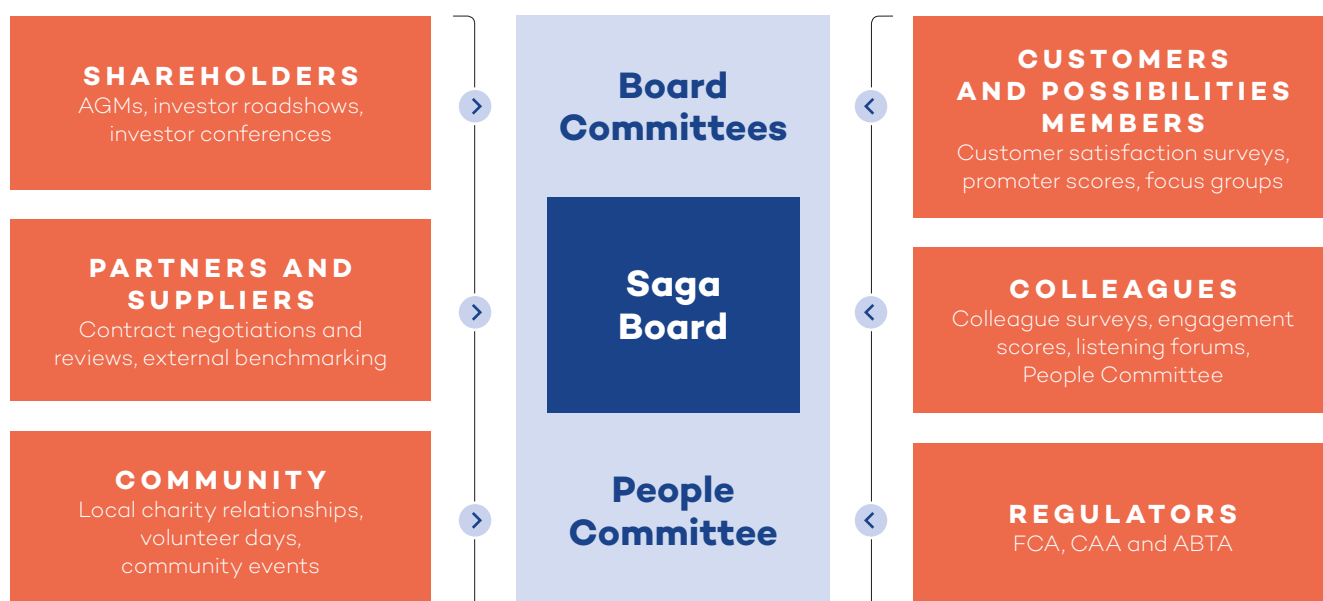 SHAREHOLDERS
AGMs, investor roadshows,
investor conferences
PARTNERS AND
SUPPLIERS
Contract negotiations and
reviews, external benchmarking
COMMUNITY
Local charity relationships,
volunteer days,
community events
Board
Committees
Saga
Board
People
Committee
CUSTOMERS
AND POSSIBILITIES
MEMBERS
Customer satisfaction surveys,
promoter scores, focus groups
COLLEAGUES
Colleague surveys, engagement
scores, listening forums,
People Committee
REGULATORS
FCA, CAA and ABTA